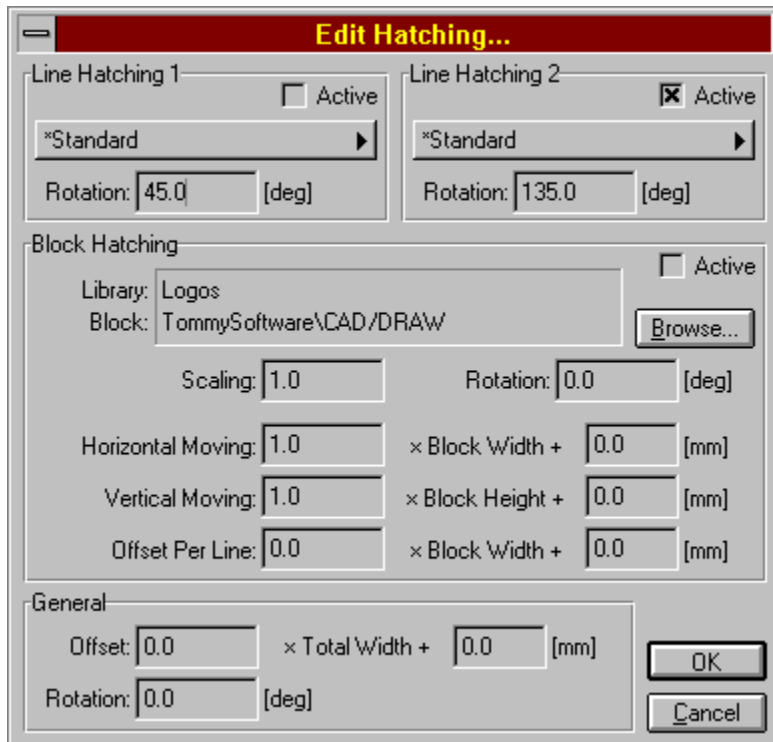 Edit Hatching...
Line Hatching 1
Active
*Standard
Rotation: 45.0 [deg]
Line Hatching 2
Active
*Standard
Rotation: 135.0 [deg]
Block Hatching
Active
Library: Logos
Block: TommySoftware\CAD/DRAW
Browse...
Scaling: 1.0 Rotation: 0.0 [deg]
Horizontal Moving: 1.0 × Block Width + 0.0 [mm]
Vertical Moving: 1.0 × Block Height + 0.0 [mm]
Offset Per Line: 0.0 × Block Width + 0.0 [mm]
General
Offset: 0.0 × Total Width + 0.0 [mm]
Rotation: 0.0 [deg]
OK
Cancel